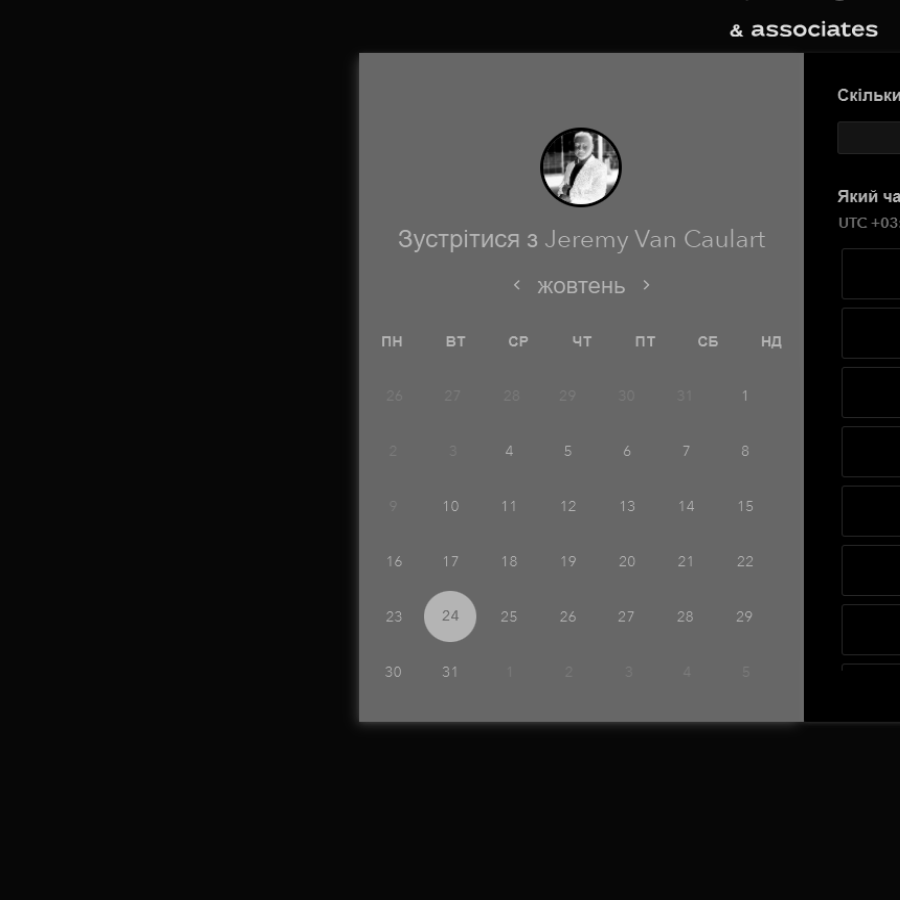 & associates
Зустрітися з Jeremy Van Caulart
жовтень
ПН ВТ СР ЧТ ПТ СБ НД
26 27 28 29 30 31 1
2 3 4 5 6 7 8
9 10 11 12 13 14 15
16 17 18 19 20 21 22
23 24 25 26 27 28 29
30 31 1 2 3 4 5
Скільки
Який ча
UTC +03: